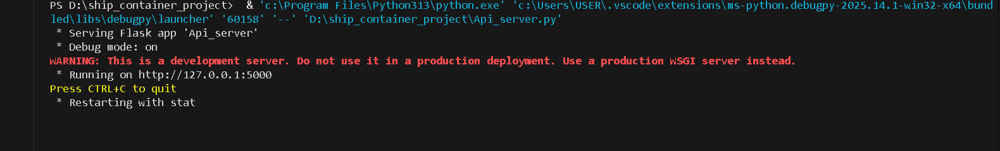 PS D:\ship_container_project>  & 'c:\Program Files\Python313\python.exe' 'c:\Users\USER\.vscode\extensions\ms-python.debugpy-2025.14.1-win32-x64\bund
led\libs\debugpy\launcher' '60158' '--' 'D:\ship_container_project\Api_server.py'
 * Serving Flask app 'Api_server'
 * Debug mode: on
WARNING: This is a development server. Do not use it in a production deployment. Use a production WSGI server instead.
 * Running on http://127.0.0.1:5000
Press CTRL+C to quit
 * Restarting with stat